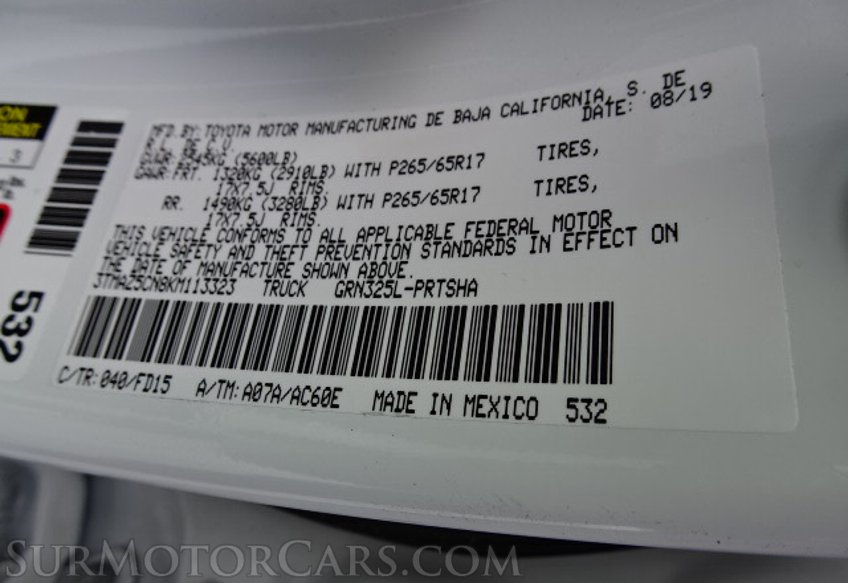 MFD. BY: TOYOTA MOTOR MANUFACTURING DE BAJA CALIFORNIA, S. DE
R.L. DE C.V. DATE: 08/19
GVWR: 2545KG (5600LB)
GAWR: FRT. 1320KG (2910LB) WITH P265/65R17 TIRES,
17X7.5J RIMS.
RR. 1490KG (3280LB) WITH P265/65R17 TIRES,
17X7.5J RIMS.
THIS VEHICLE CONFORMS TO ALL APPLICABLE FEDERAL MOTOR
VEHICLE SAFETY AND THEFT PREVENTION STANDARDS IN EFFECT ON
THE DATE OF MANUFACTURE SHOWN ABOVE.
3TMAZ5CN9KM113323 TRUCK GRN325L-PRTSHA
C/TR: 040/FD15 A/TM: A07A/AC60E MADE IN MEXICO 532
3
532
SurMotorCars.com